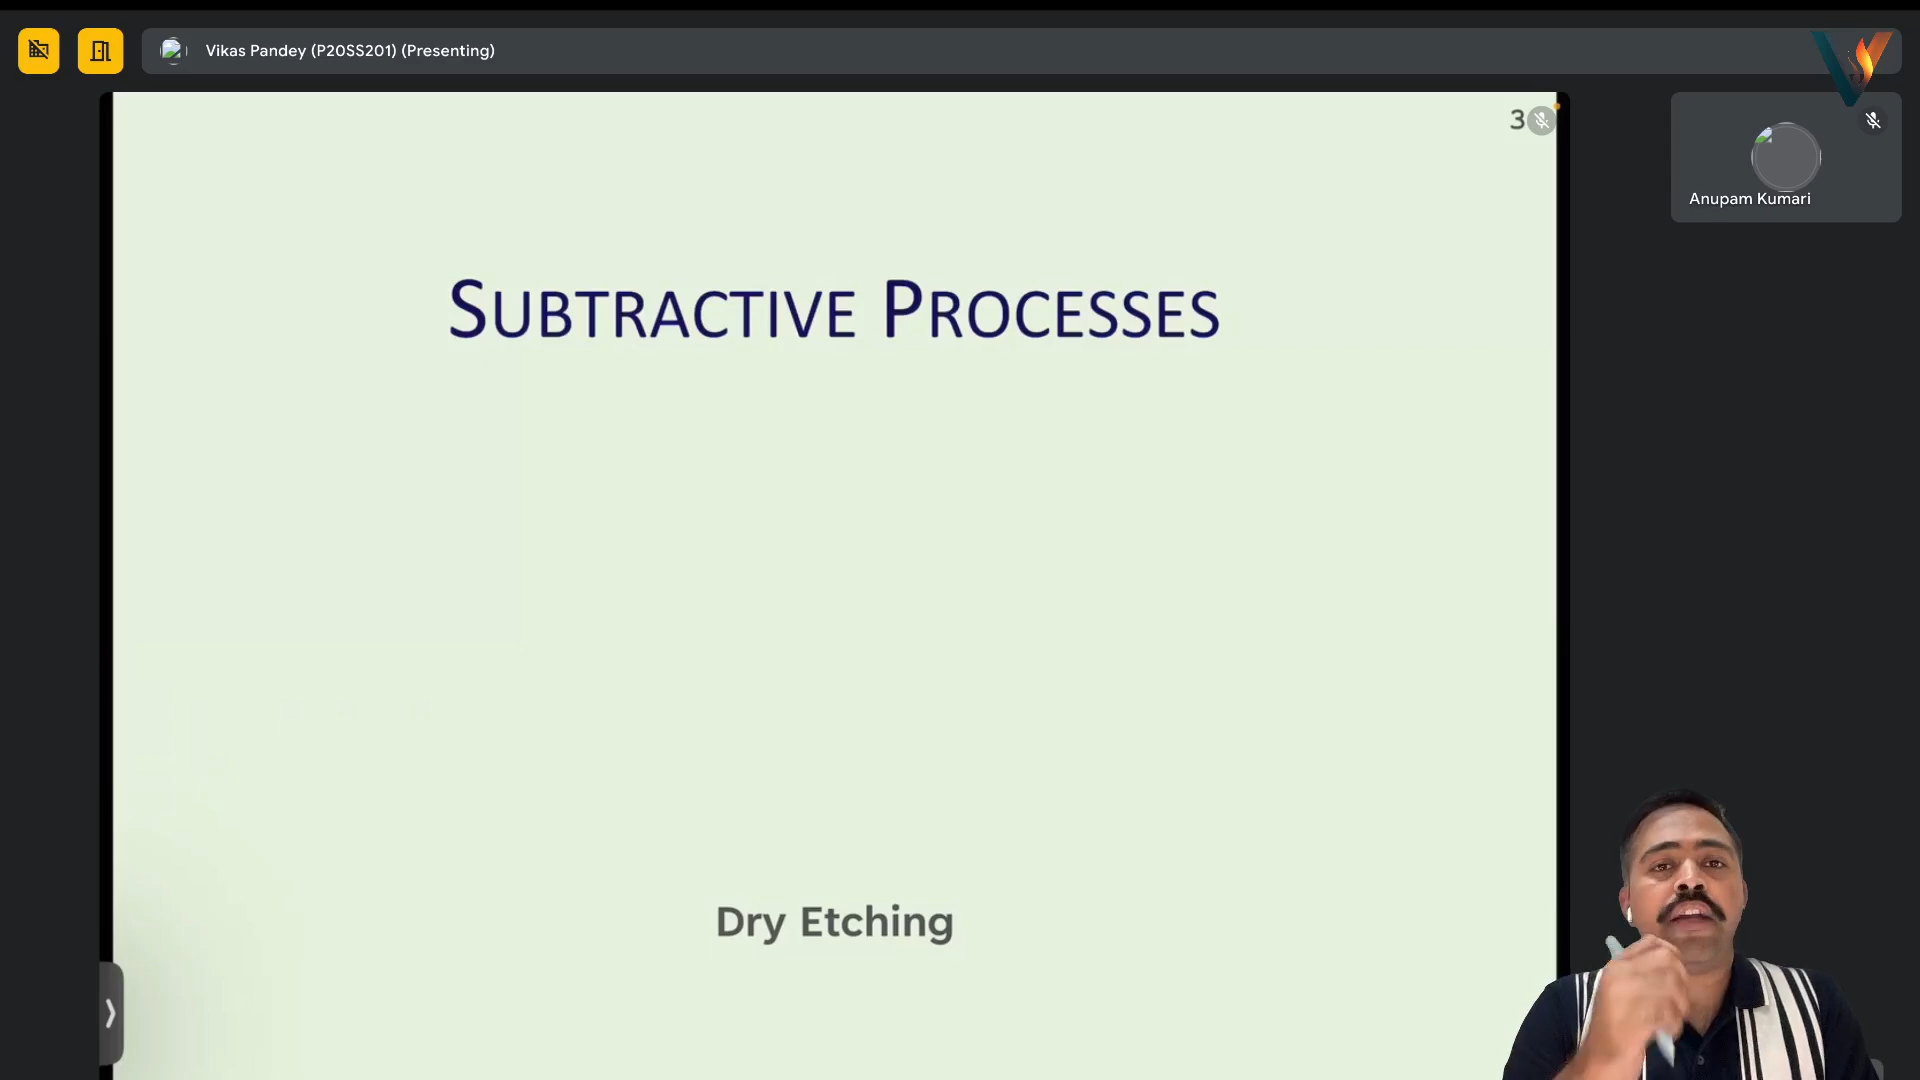 Vikas Pandey (P20SS201) (Presenting)
3
Anupam Kumari
SUBTRACTIVE PROCESSES
Dry Etching